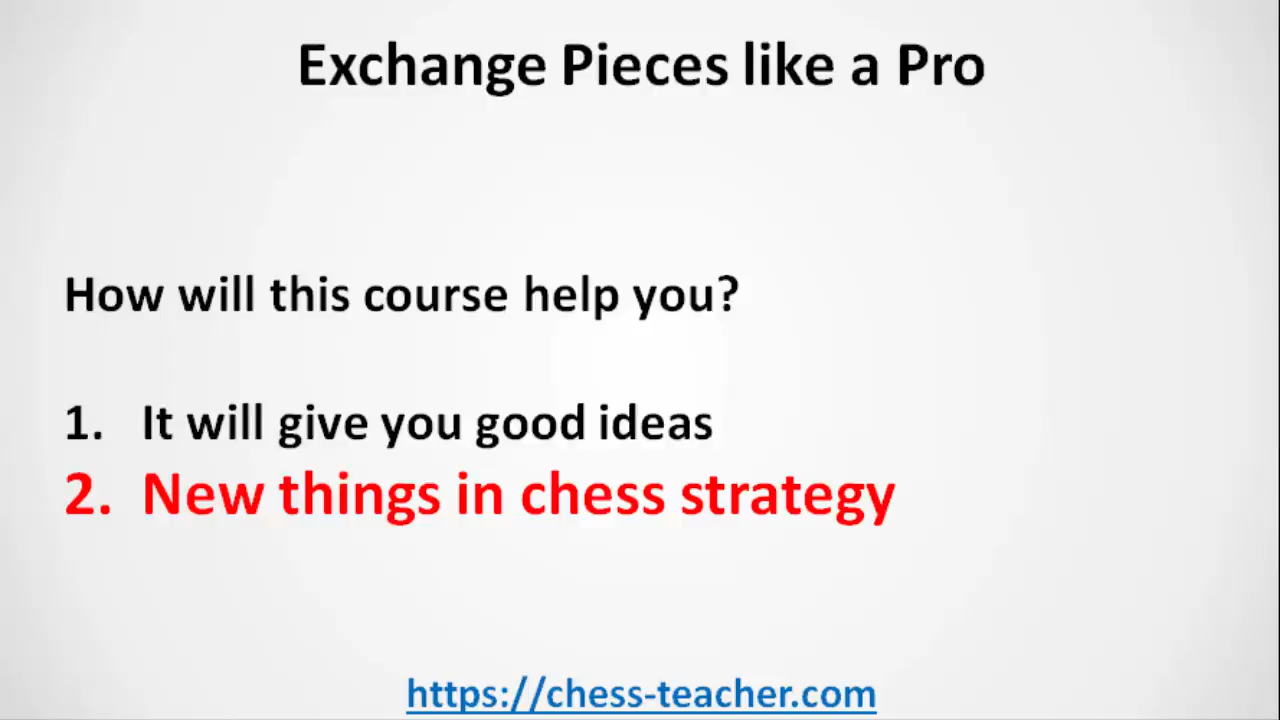 Exchange Pieces like a Pro
How will this course help you?
1. It will give you good ideas
2. New things in chess strategy
https://chess-teacher.com